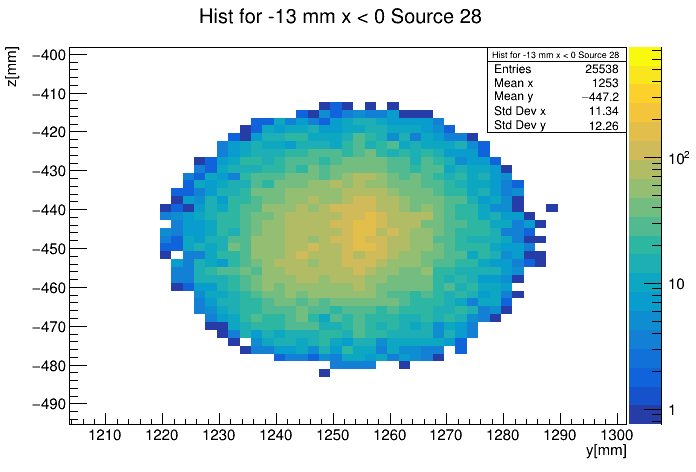 Hist for -13 mm x < 0 Source 28
z[mm]
−400
−410
−420
−430
−440
−450
−460
−470
−480
−490
Hist for -13 mm x < 0 Source 28
Entries 25538
Mean x 1253
Mean y −447.2
Std Dev x 11.34
Std Dev y 12.26
10²
10
1
1210 1220 1230 1240 1250 1260 1270 1280 1290 1300
y[mm]